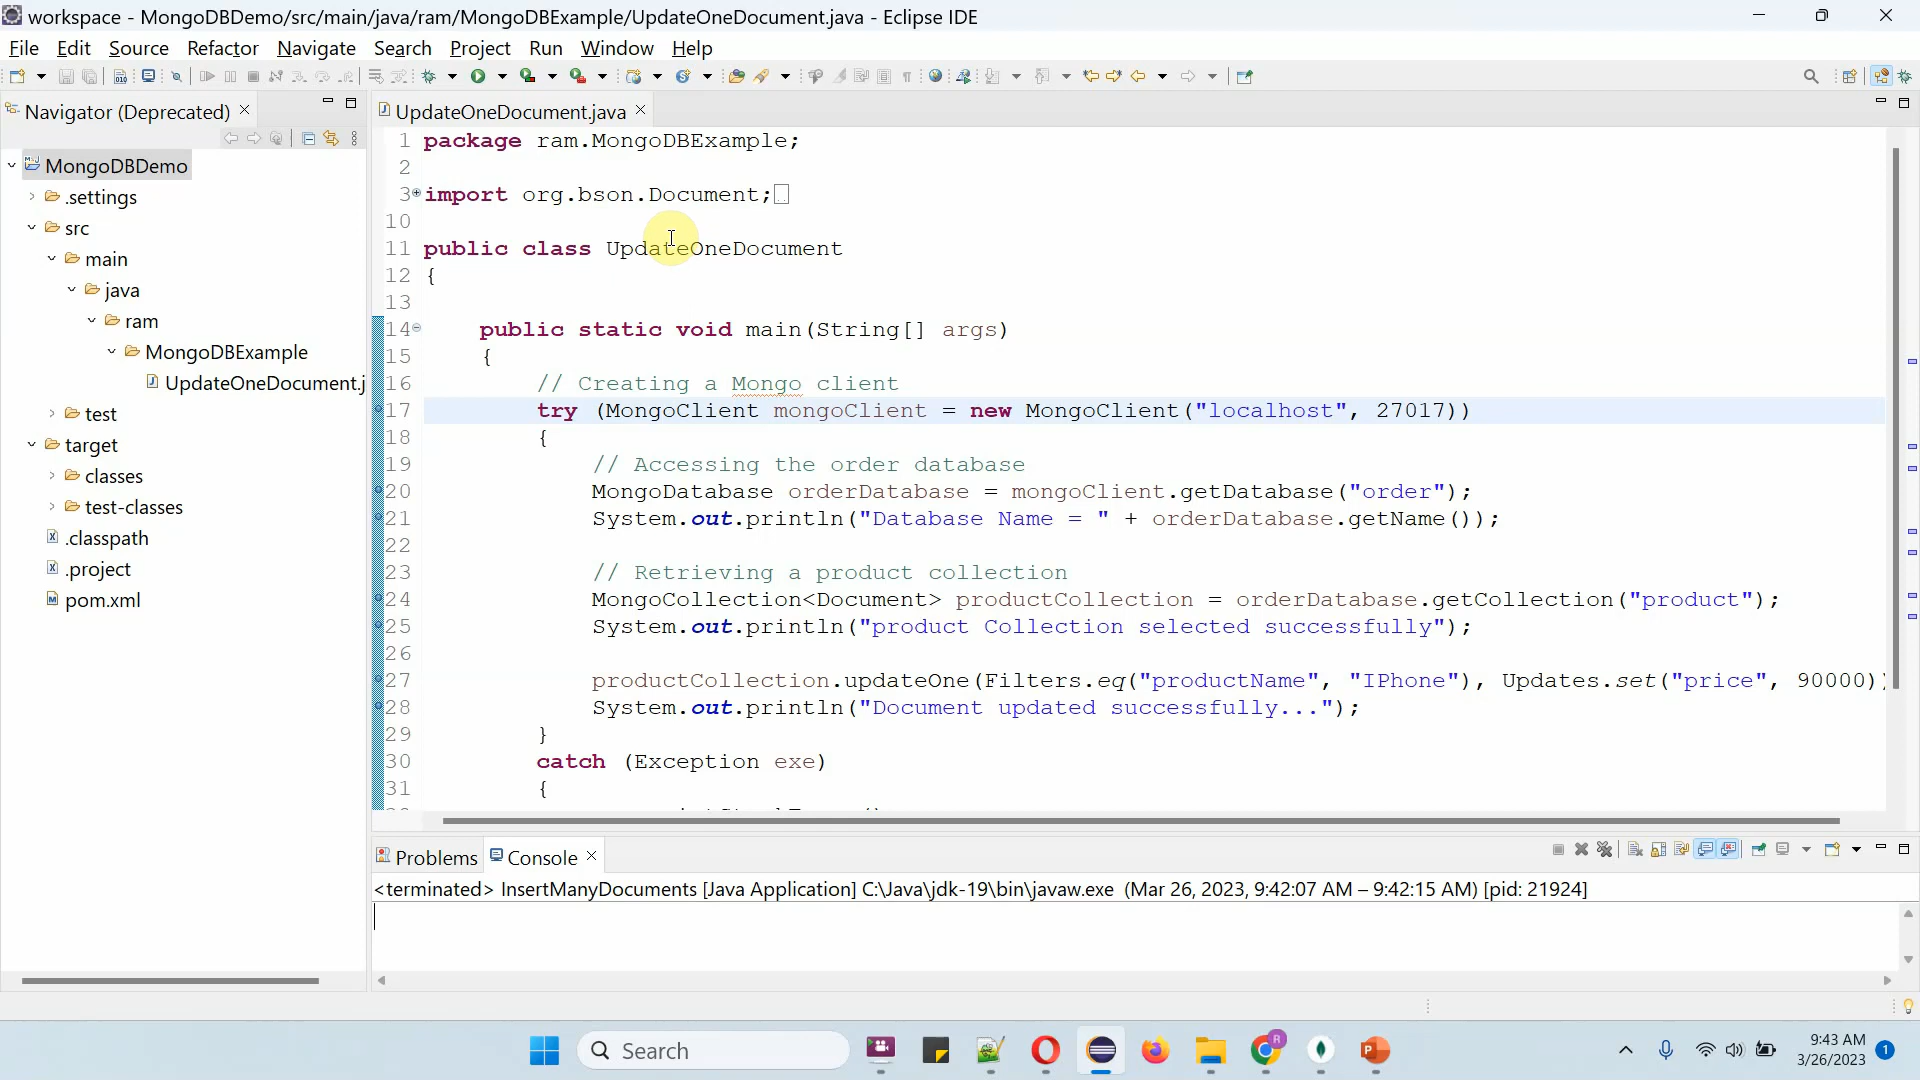 workspace - MongoDBDemo/src/main/java/ram/MongoDBExample/UpdateOneDocument.java - Eclipse IDE
File Edit Source Refactor Navigate Search Project Run Window Help
Navigator (Deprecated)
MongoDBDemo
.settings
src
main
java
ram
MongoDBExample
UpdateOneDocument.j
test
target
classes
test-classes
.classpath
.project
pom.xml
UpdateOneDocument.java
1 package ram.MongoDBExample;
2
3 import org.bson.Document;
10
11 public class UpdateOneDocument
12 {
13
14 public static void main(String[] args)
15 {
16 // Creating a Mongo client
17 try (MongoClient mongoClient = new MongoClient("localhost", 27017))
18 {
19 // Accessing the order database
20 MongoDatabase orderDatabase = mongoClient.getDatabase("order");
21 System.out.println("Database Name = " + orderDatabase.getName());
22
23 // Retrieving a product collection
24 MongoCollection<Document> productCollection = orderDatabase.getCollection("product");
25 System.out.println("product Collection selected successfully");
26
27 productCollection.updateOne(Filters.eq("productName", "IPhone"), Updates.set("price", 90000))
28 System.out.println("Document updated successfully...");
29 }
30 catch (Exception exe)
31 {
Problems Console
<terminated> InsertManyDocuments [Java Application] C:\Java\jdk-19\bin\javaw.exe (Mar 26, 2023, 9:42:07 AM – 9:42:15 AM) [pid: 21924]
Search
R
9:43 AM
3/26/2023
1